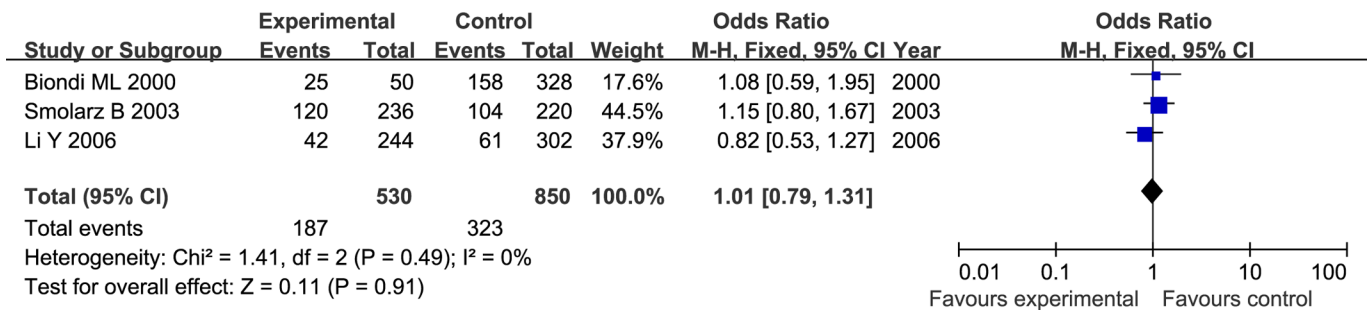 Experimental Control Odds Ratio Odds Ratio
Study or Subgroup Events Total Events Total Weight M-H, Fixed, 95% CI Year M-H, Fixed, 95% CI
Biondi ML 2000 25 50 158 328 17.6% 1.08 [0.59, 1.95] 2000
Smolarz B 2003 120 236 104 220 44.5% 1.15 [0.80, 1.67] 2003
Li Y 2006 42 244 61 302 37.9% 0.82 [0.53, 1.27] 2006
Total (95% CI) 530 850 100.0% 1.01 [0.79, 1.31]
Total events 187 323
Heterogeneity: Chi² = 1.41, df = 2 (P = 0.49); I² = 0%
Test for overall effect: Z = 0.11 (P = 0.91)
0.01 0.1 1 10 100
Favours experimental Favours control